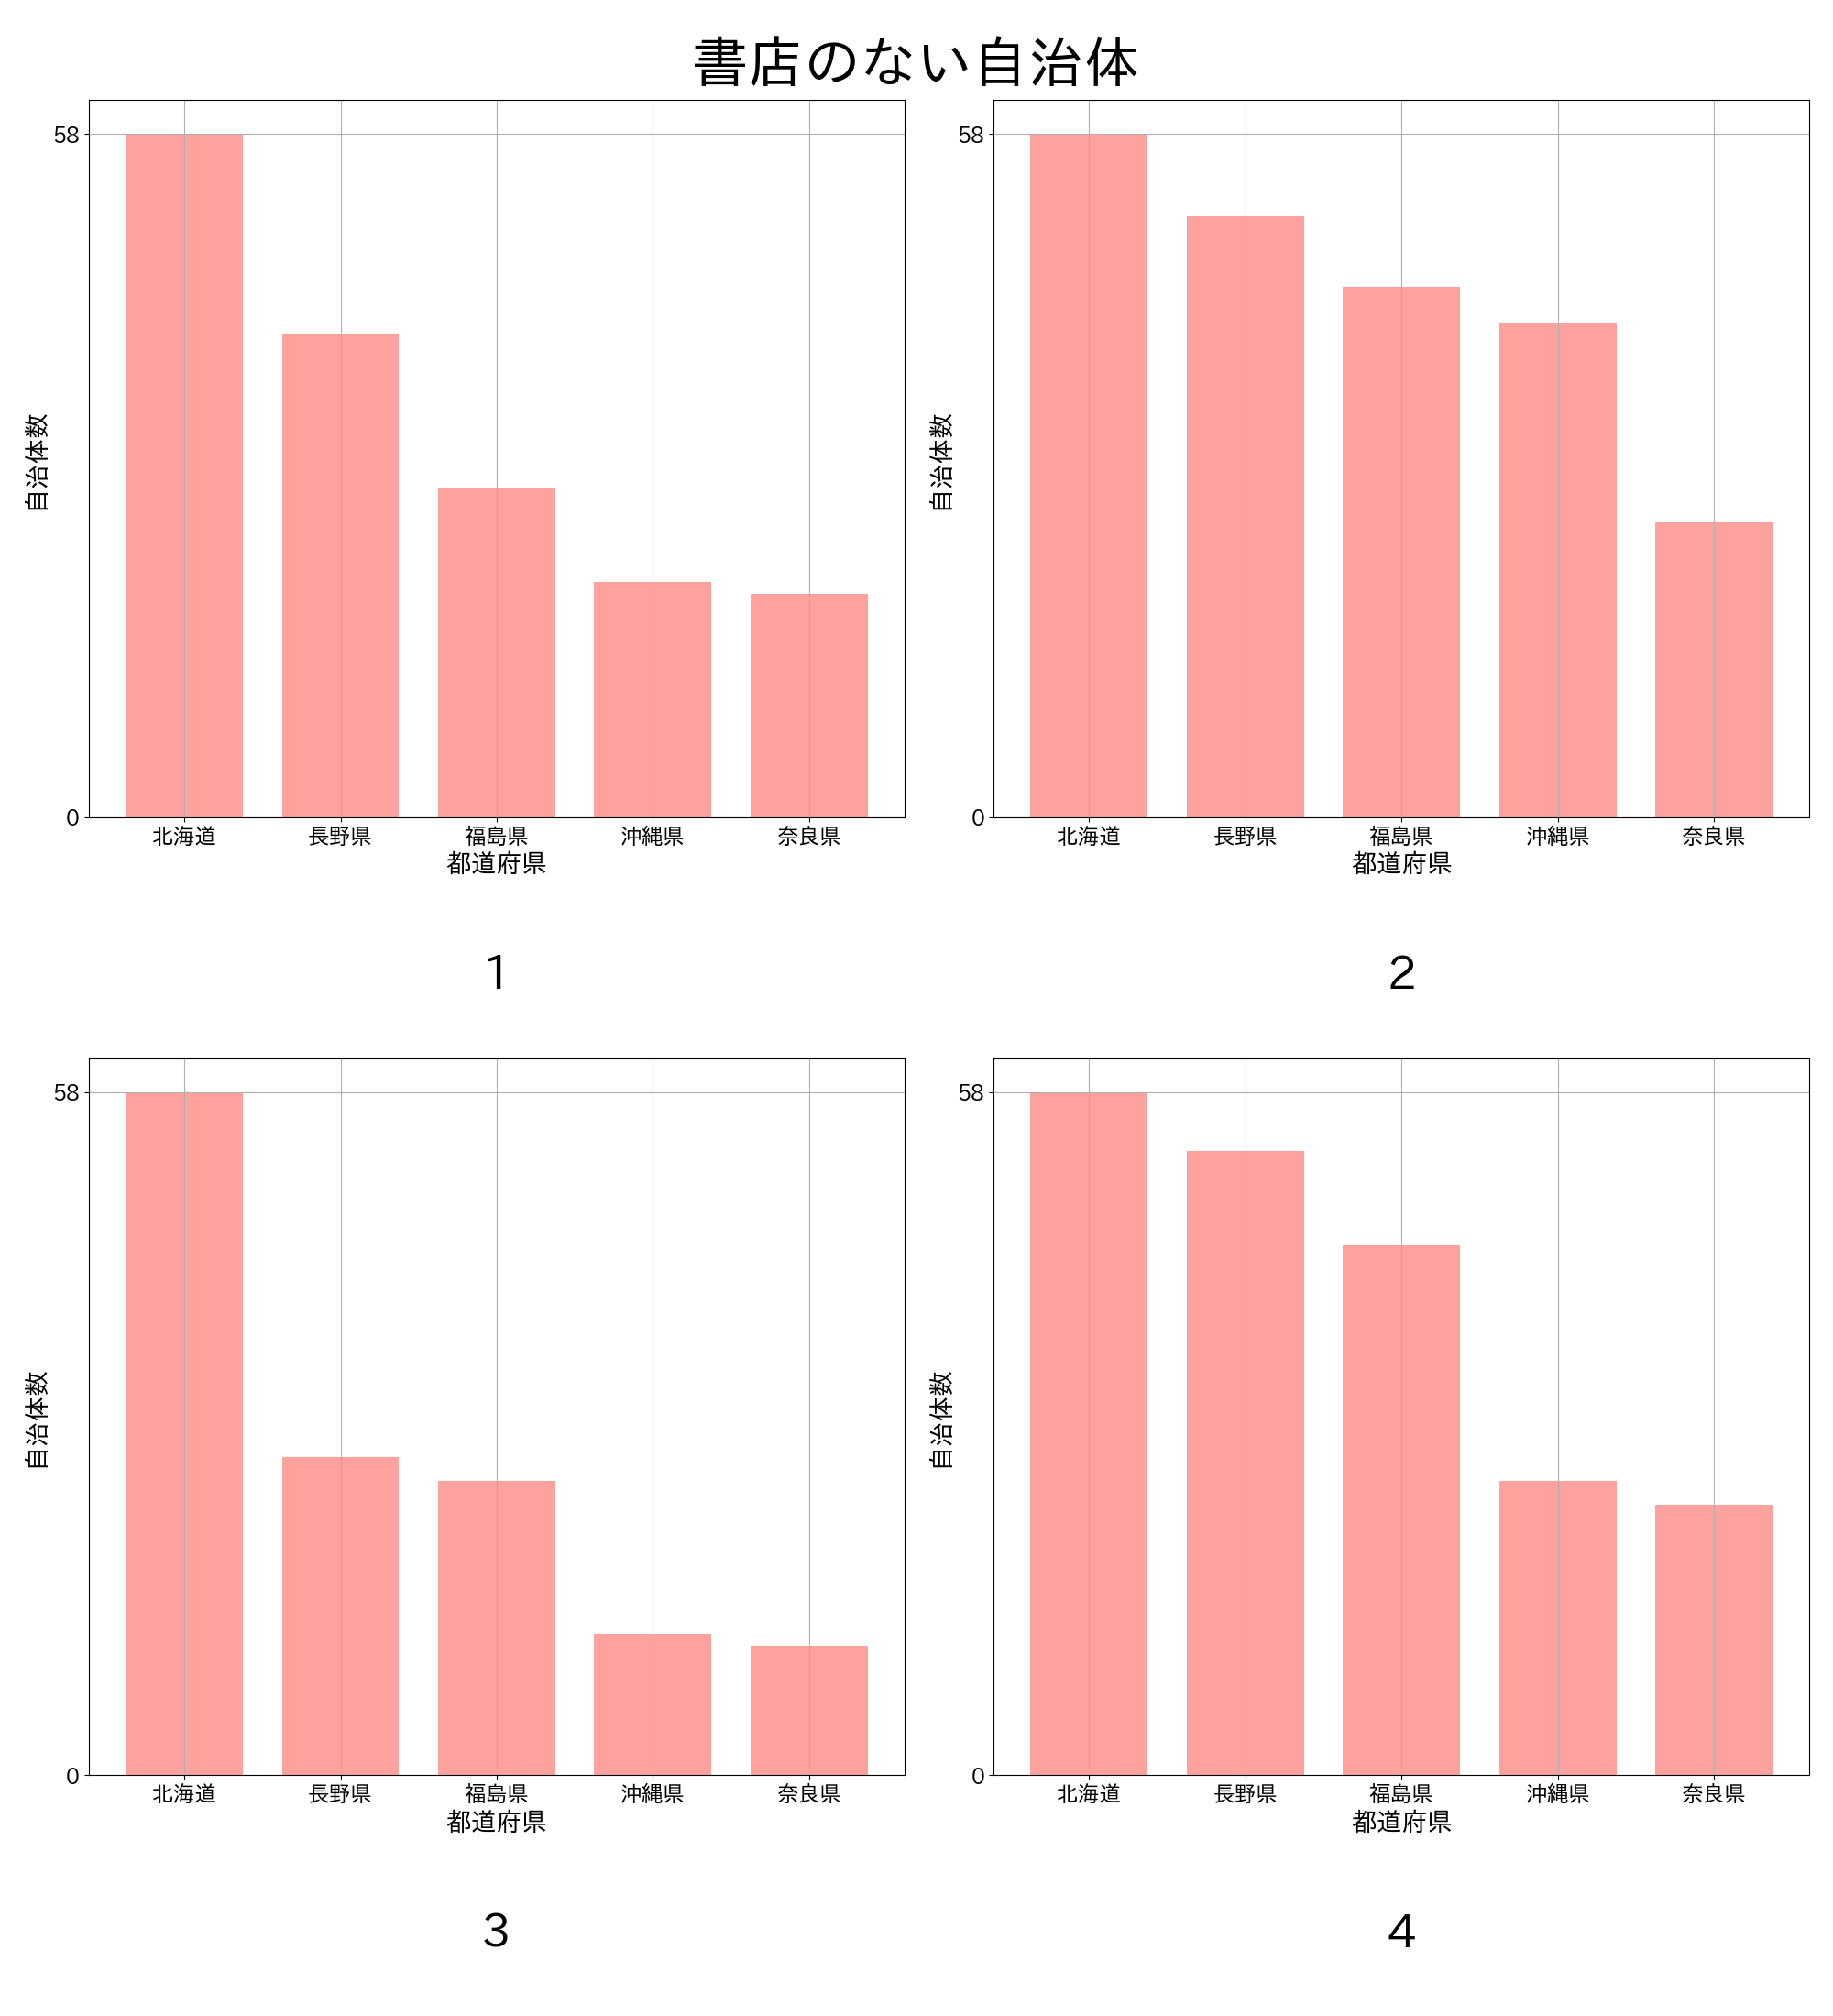 書店のない自治体
58
0
自治体数
北海道 長野県 福島県 沖縄県 奈良県
都道府県
1
58
0
自治体数
北海道 長野県 福島県 沖縄県 奈良県
都道府県
2
58
0
自治体数
北海道 長野県 福島県 沖縄県 奈良県
都道府県
3
58
0
自治体数
北海道 長野県 福島県 沖縄県 奈良県
都道府県
4